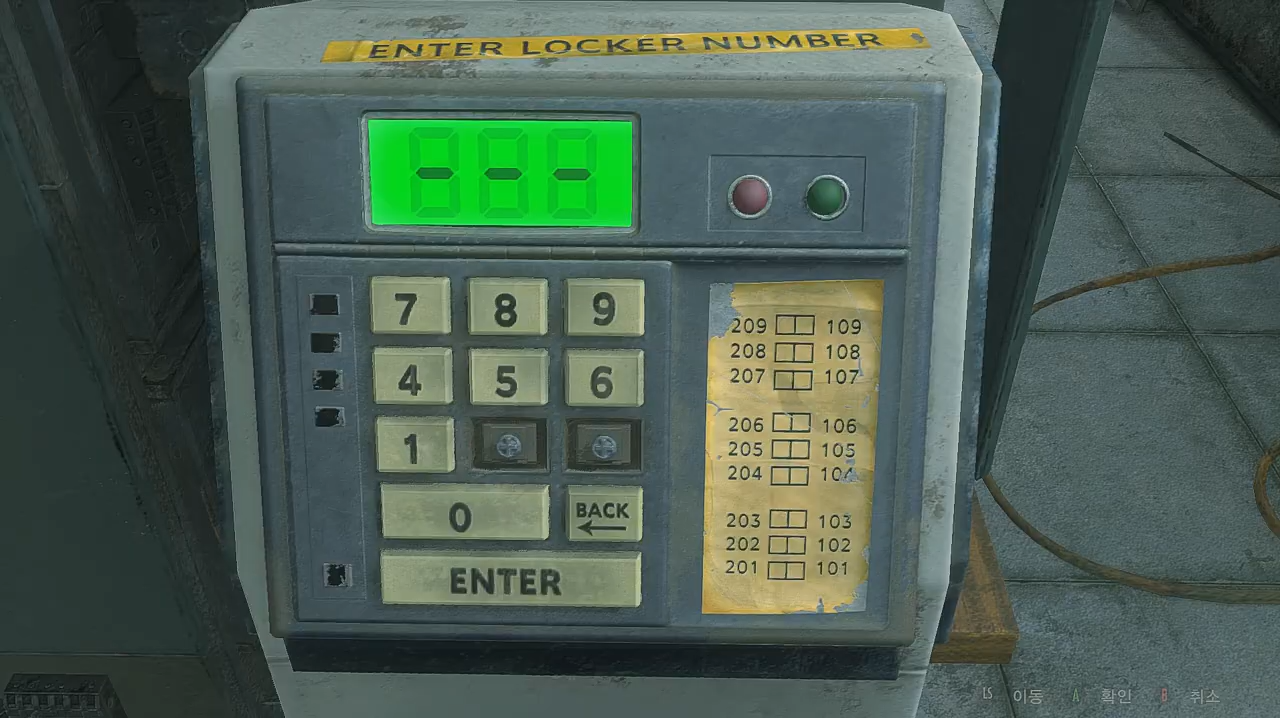 ENTER LOCKER NUMBER
---
7 8 9
4 5 6
1
0 BACK
ENTER
209 109
208 108
207 107
206 106
205 105
204 104
203 103
202 102
201 101
LS 이동 A 확인 B 취소